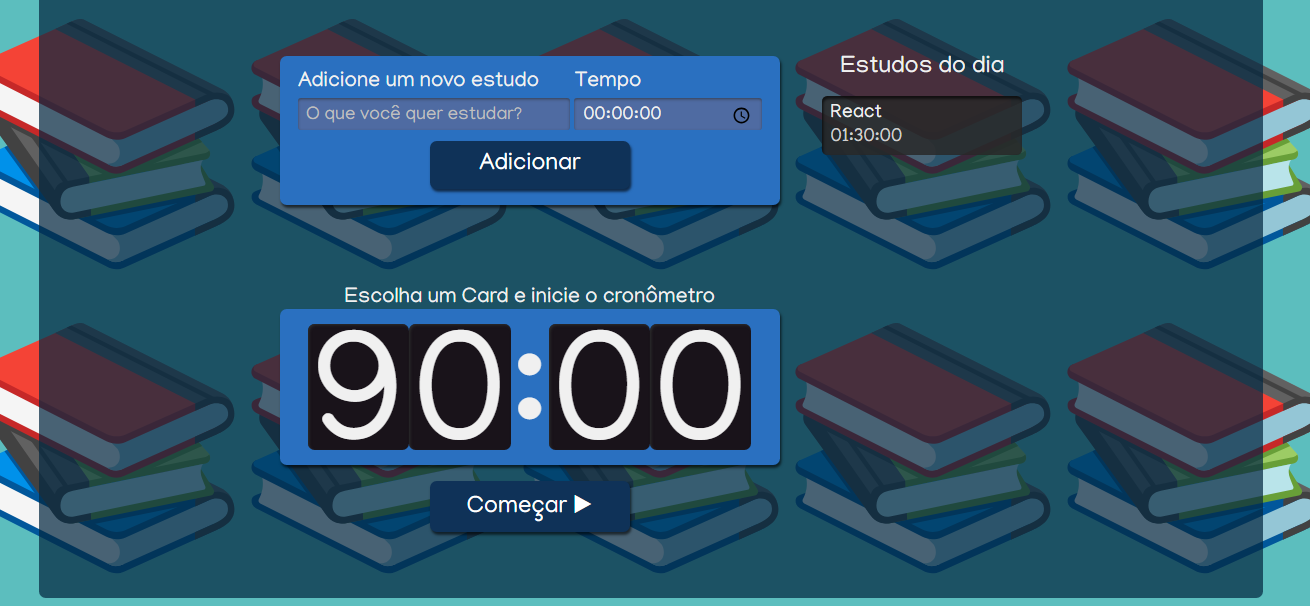 Adicione um novo estudo
Tempo
O que você quer estudar?
00:00:00
Adicionar
Estudos do dia
React
01:30:00
Escolha um Card e inicie o cronômetro
90:00
Começar ▶